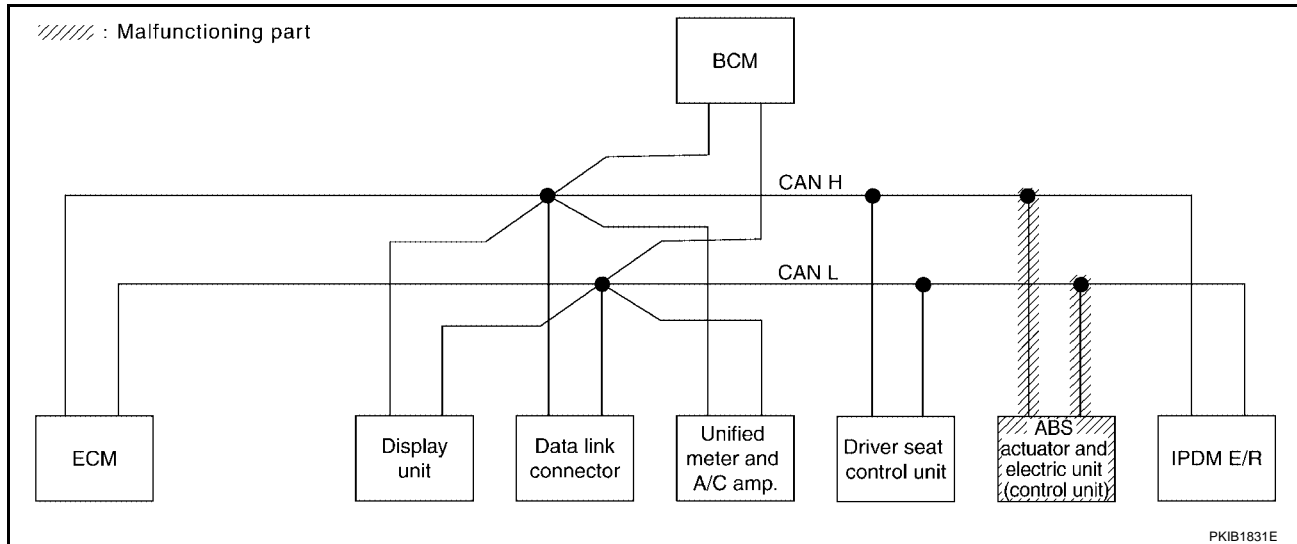 : Malfunctioning part
BCM
CAN H
CAN L
ECM
Display
unit
Data link
connector
Unified
meter and
A/C amp.
Driver seat
control unit
ABS
actuator and
electric unit
(control unit)
IPDM E/R
PKIB1831E